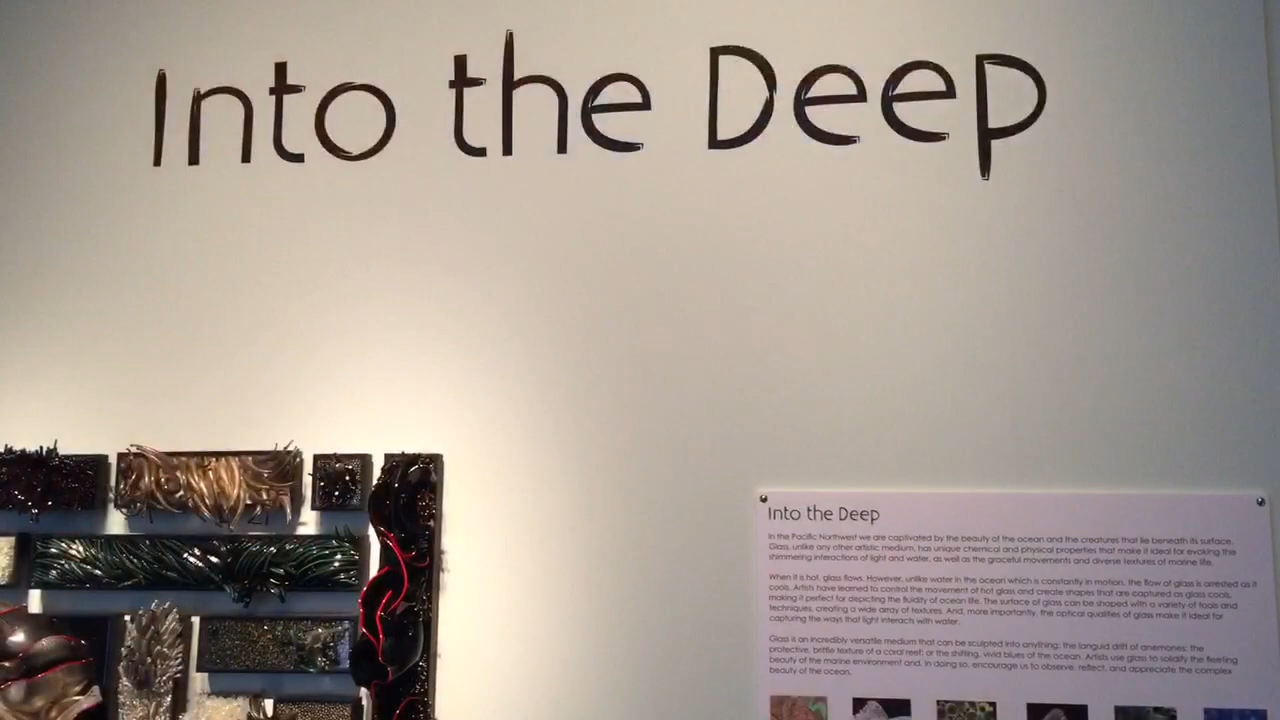 Into the Deep
Into the Deep
In the Pacific Northwest we are captivated by the beauty of the ocean and the creatures that lie beneath its surface.
Glass, unlike any other artistic medium, has unique chemical and physical properties that make it ideal for evoking the
shimmering interactions of light and water, as well as the graceful movements and diverse textures of marine life.
When it is hot, glass flows. However, unlike water in the ocean which is constantly in motion, the flow of glass is arrested as it
cools. Artists have learned to control the movement of hot glass and create shapes that are captured as glass cools,
making it perfect for depicting the fluidity of ocean life. The surface of glass can be shaped with a variety of tools and
techniques, creating a wide array of textures. And, more importantly, the optical qualities of glass make it ideal for
capturing the ways that light interacts with water.
Glass is an incredibly versatile medium that can be sculpted into anything: the languid drift of anemones; the
protective, brittle texture of a coral reef; or the shifting, vivid blues of the ocean. Artists use glass to solidify the fleeting
beauty of the marine environment and, in doing so, encourage us to observe, reflect, and appreciate the complex
beauty of the ocean.